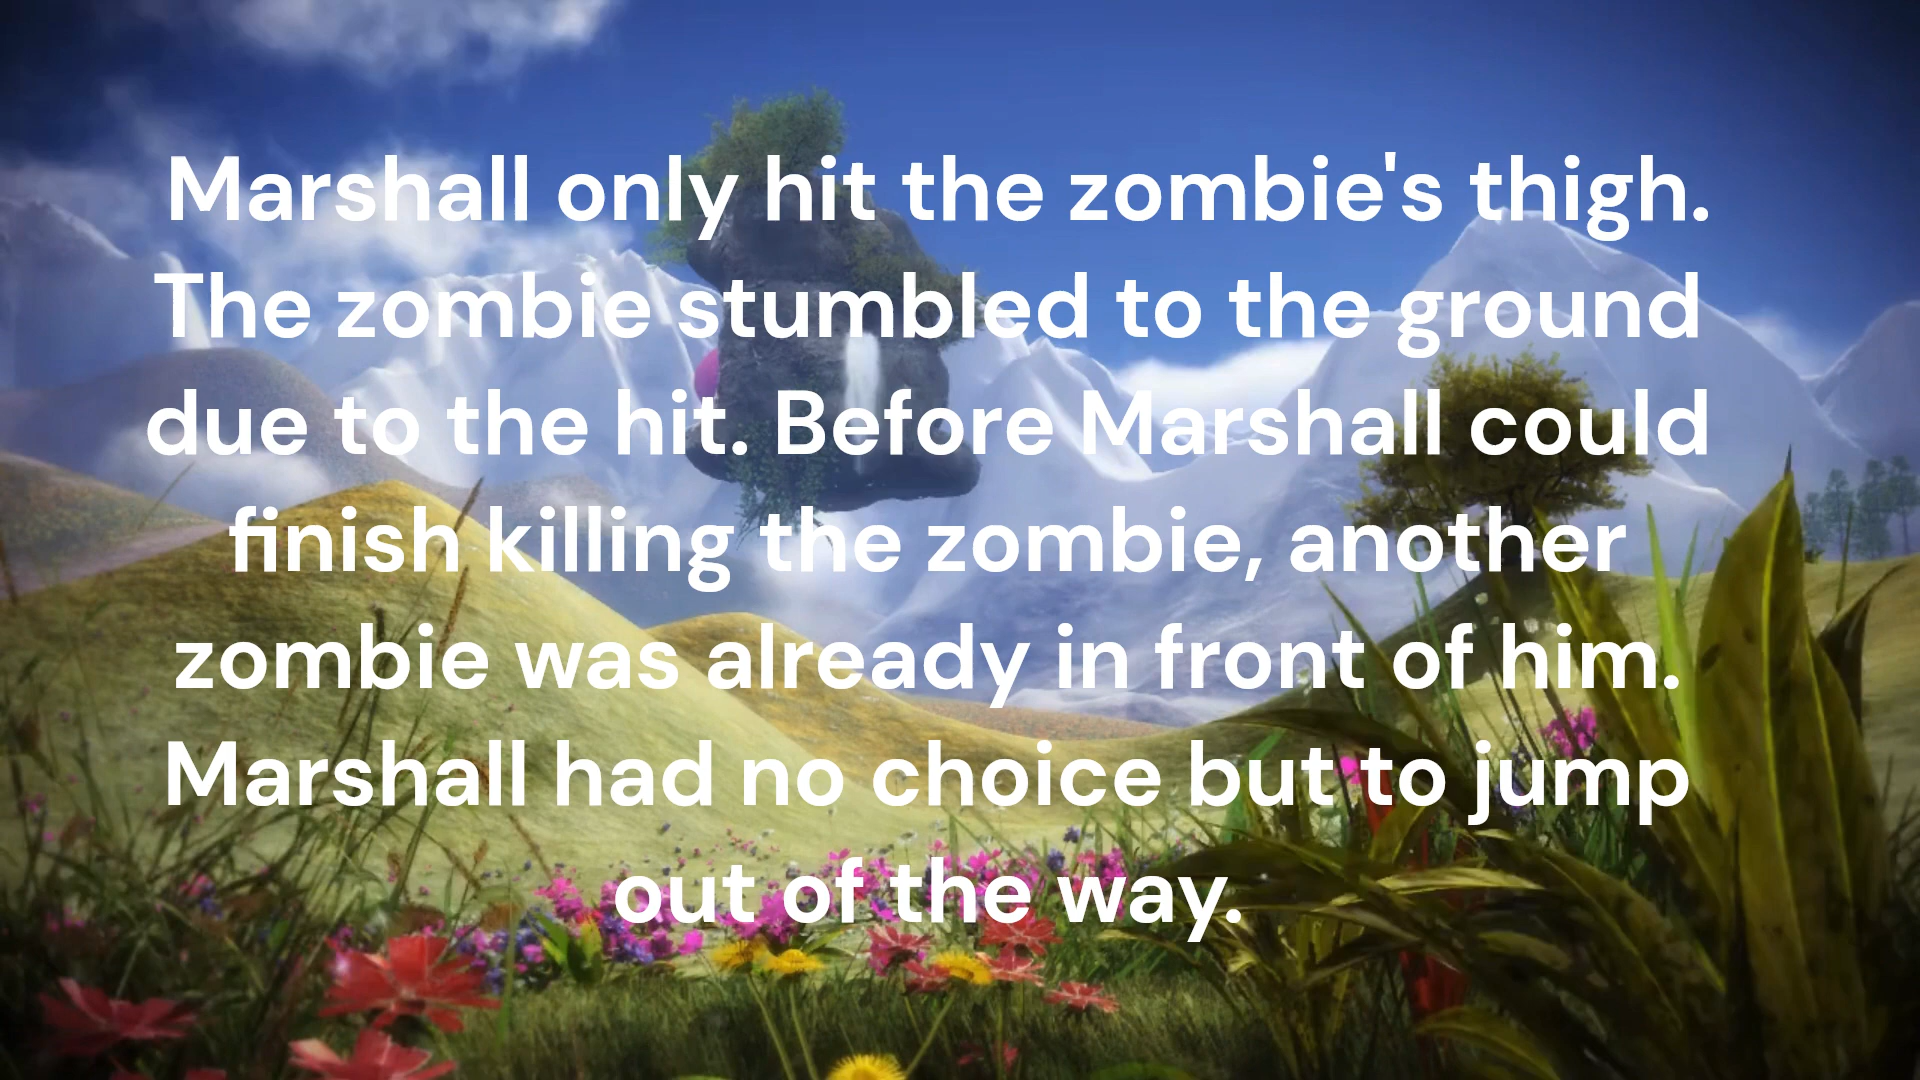 Marshall only hit the zombie's thigh.
The zombie stumbled to the ground
due to the hit. Before Marshall could
finish killing the zombie, another
zombie was already in front of him.
Marshall had no choice but to jump
out of the way.